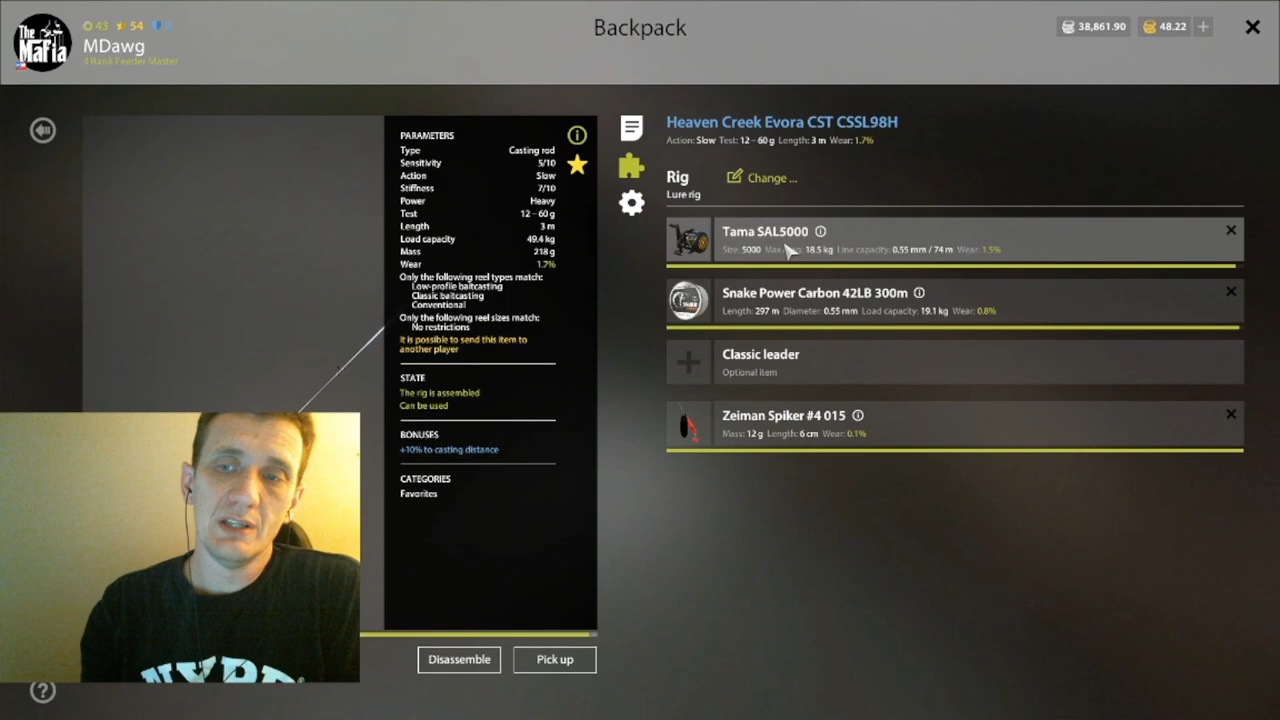 The
Mafia
43 54
MDawg
4 Rank Feeder Master
Backpack
38,861.90 48.22
PARAMETERS
Type Casting rod
Sensitivity 5/10
Action Slow
Stiffness 7/10
Power Heavy
Test 12 – 60 g
Length 3 m
Load capacity 49.4 kg
Mass 218 g
Wear 1.7%
Only the following reel types match:
Low-profile baitcasting
Classic baitcasting
Conventional
Only the following reel sizes match:
No restrictions
It is possible to send this item to
another player
STATE
The rig is assembled
Can be used
BONUSES
+10% to casting distance
CATEGORIES
Favorites
Disassemble Pick up
Heaven Creek Evora CST CSSL98H
Action: Slow Test: 12 – 60 g Length: 3 m Wear: 1.7%
Rig Change ...
Lure rig
Tama SAL5000
Size: 5000 18.5 kg Line capacity: 0.55 mm / 74 m Wear: 1.5%
Snake Power Carbon 42LB 300m
Length: 297 m Diameter: 0.55 mm Load capacity: 19.1 kg Wear: 0.8%
Classic leader
Optional item
Zeiman Spiker #4 015
Mass: 12 g Length: 6 cm Wear: 0.1%